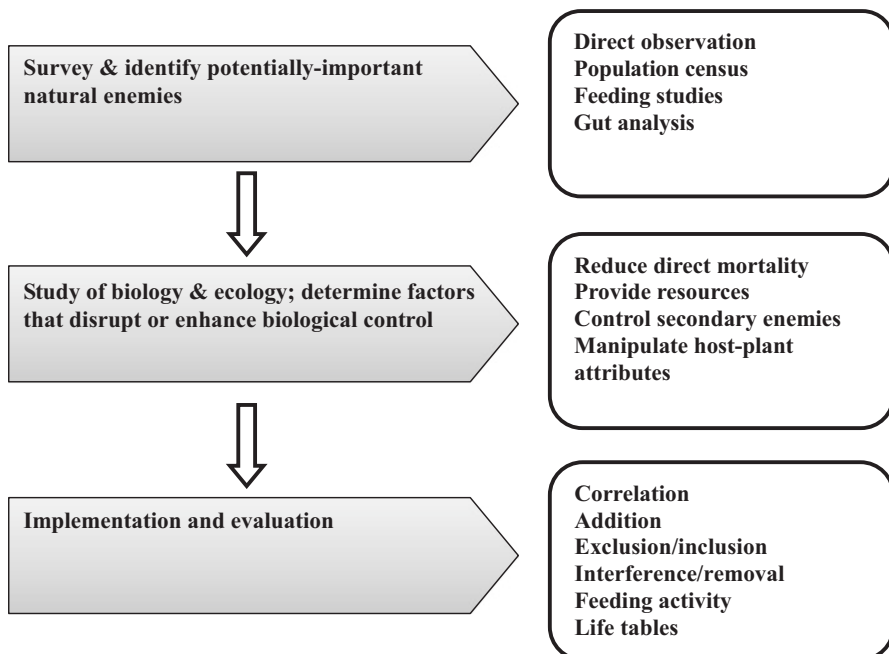 Survey & identify potentially-important
natural enemies
Direct observation
Population census
Feeding studies
Gut analysis
Study of biology & ecology; determine factors
that disrupt or enhance biological control
Reduce direct mortality
Provide resources
Control secondary enemies
Manipulate host-plant
attributes
Implementation and evaluation
Correlation
Addition
Exclusion/inclusion
Interference/removal
Feeding activity
Life tables